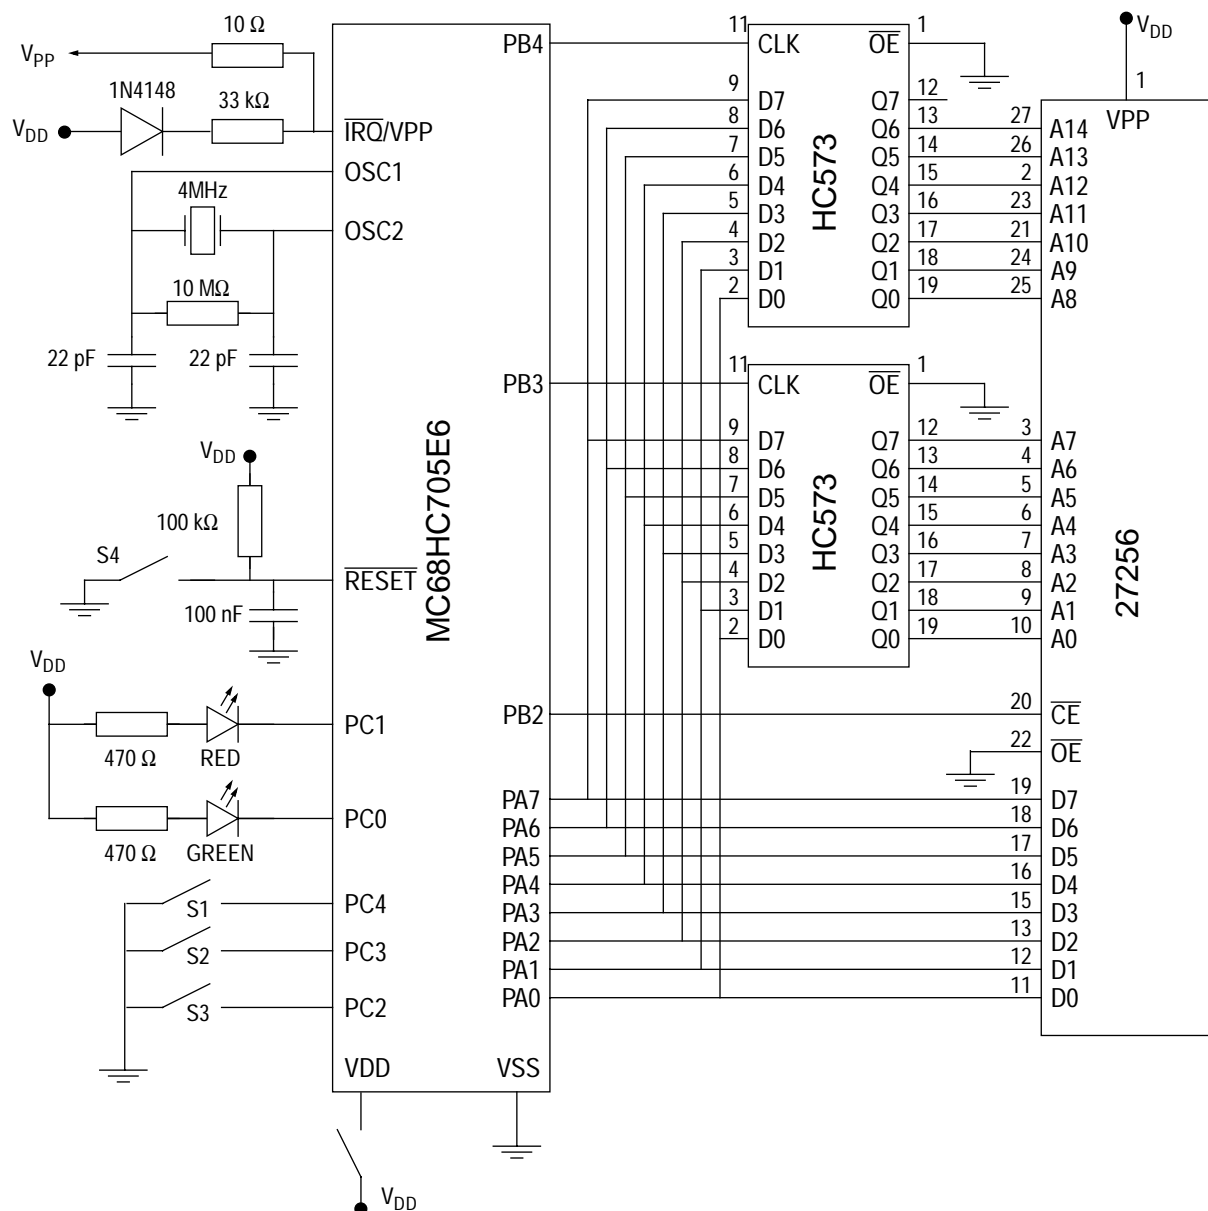 10 Ω
V_PP
1N4148
33 kΩ
V_DD
IRQ/VPP
OSC1
4MHz
OSC2
10 MΩ
22 pF
22 pF
V_DD
100 kΩ
S4
RESET
100 nF
V_DD
470 Ω
RED
PC1
470 Ω
GREEN
PC0
S1
PC4
S2
PC3
S3
PC2
VDD
VSS
V_DD
MC68HC705E6
PB4
PB3
PB2
PA7
PA6
PA5
PA4
PA3
PA2
PA1
PA0
11 CLK OE 1
9 D7 Q7 12
8 D6 Q6 13
7 D5 Q5 14
6 D4 Q4 15
5 D3 Q3 16
4 D2 Q2 17
3 D1 Q1 18
2 D0 Q0 19
HC573
11 CLK OE 1
9 D7 Q7 12
8 D6 Q6 13
7 D5 Q5 14
6 D4 Q4 15
5 D3 Q3 16
4 D2 Q2 17
3 D1 Q1 18
2 D0 Q0 19
HC573
V_DD
1
VPP
27 A14
26 A13
2 A12
23 A11
21 A10
24 A9
25 A8
3 A7
4 A6
5 A5
6 A4
7 A3
8 A2
9 A1
10 A0
27256
20 CE
22 OE
19 D7
18 D6
17 D5
16 D4
15 D3
13 D2
12 D1
11 D0